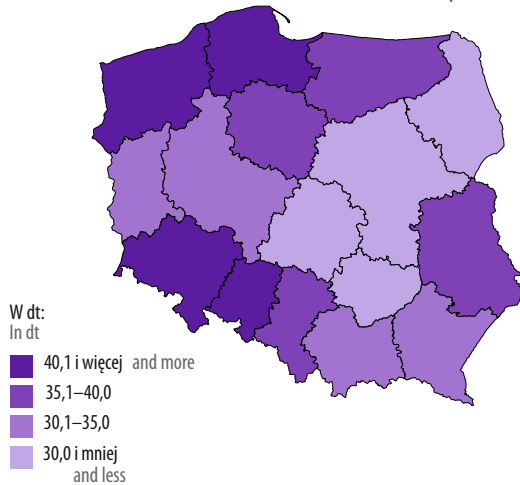 W dt:
In dt
40,1 i więcej and more
35,1–40,0
30,1–35,0
30,0 i mniej
and less